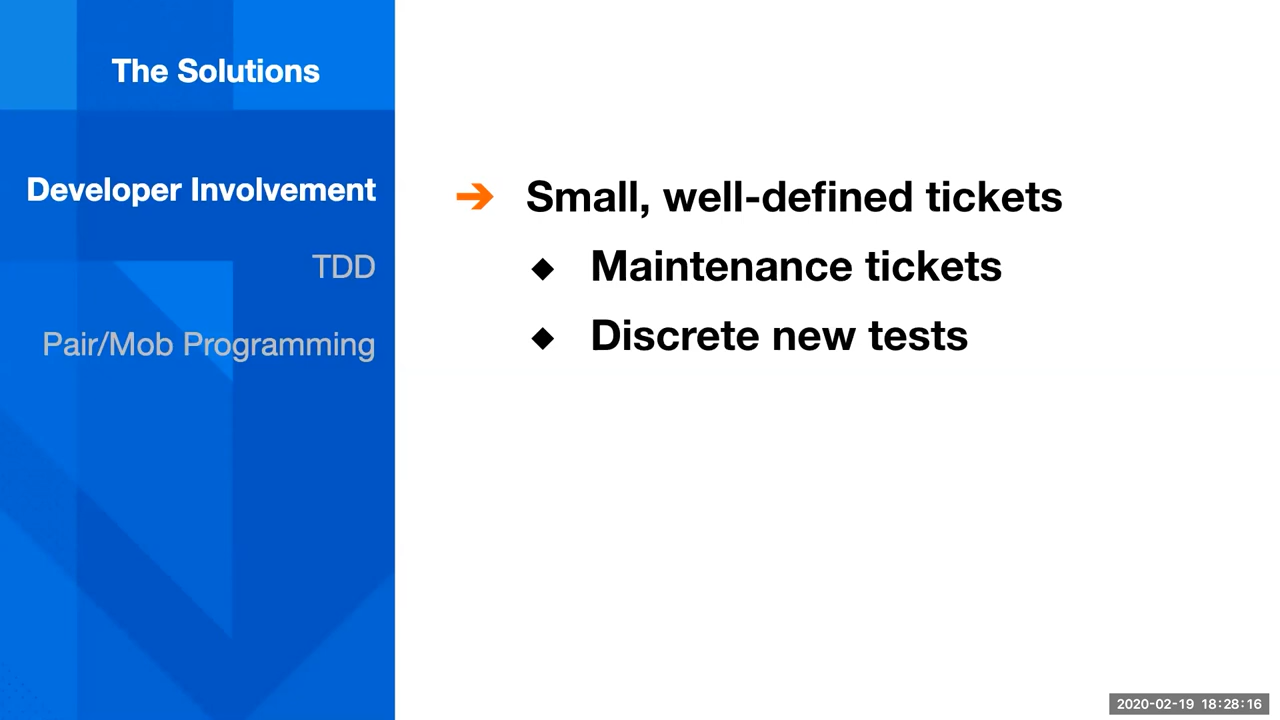 The Solutions
Developer Involvement
TDD
Pair/Mob Programming
➔ Small, well-defined tickets
◆ Maintenance tickets
◆ Discrete new tests
2020-02-19 18:28:16